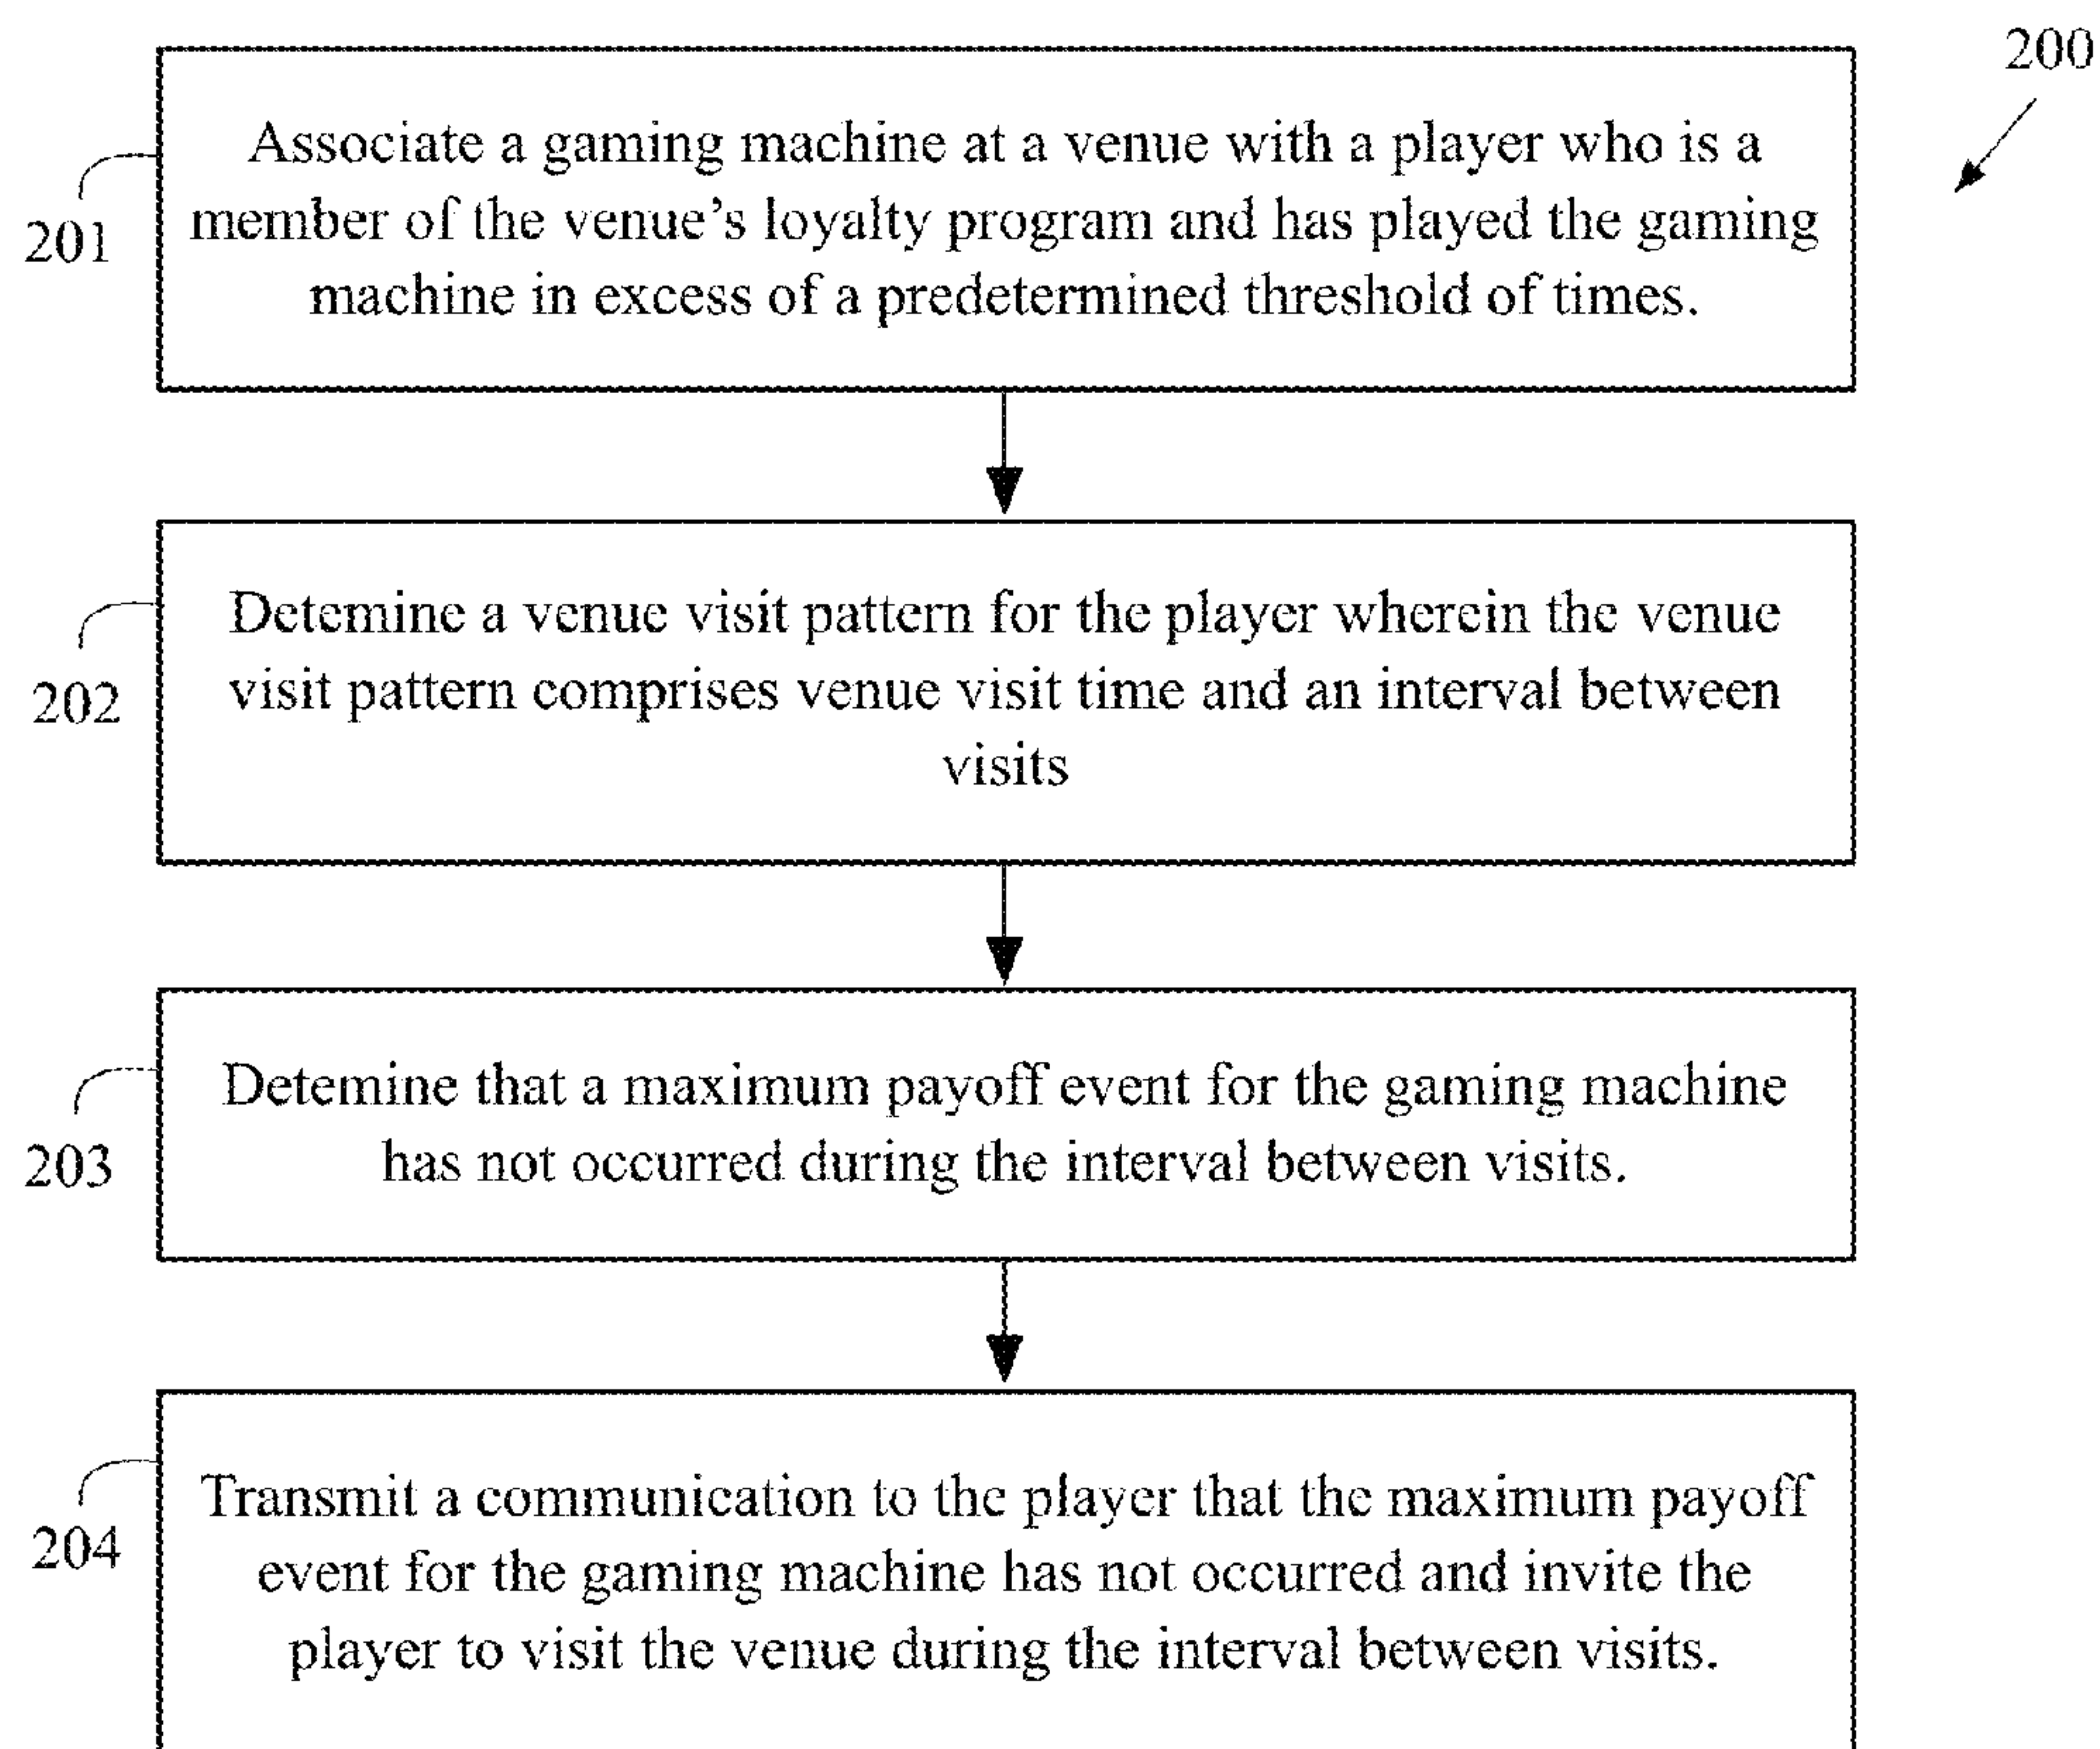 200
Associate a gaming machine at a venue with a player who is a
member of the venue's loyalty program and has played the gaming
machine in excess of a predetermined threshold of times.
201
Detemine a venue visit pattern for the player wherein the venue
visit pattern comprises venue visit time and an interval between
visits
202
Detemine that a maximum payoff event for the gaming machine
has not occurred during the interval between visits.
203
Transmit a communication to the player that the maximum payoff
event for the gaming machine has not occurred and invite the
player to visit the venue during the interval between visits.
204